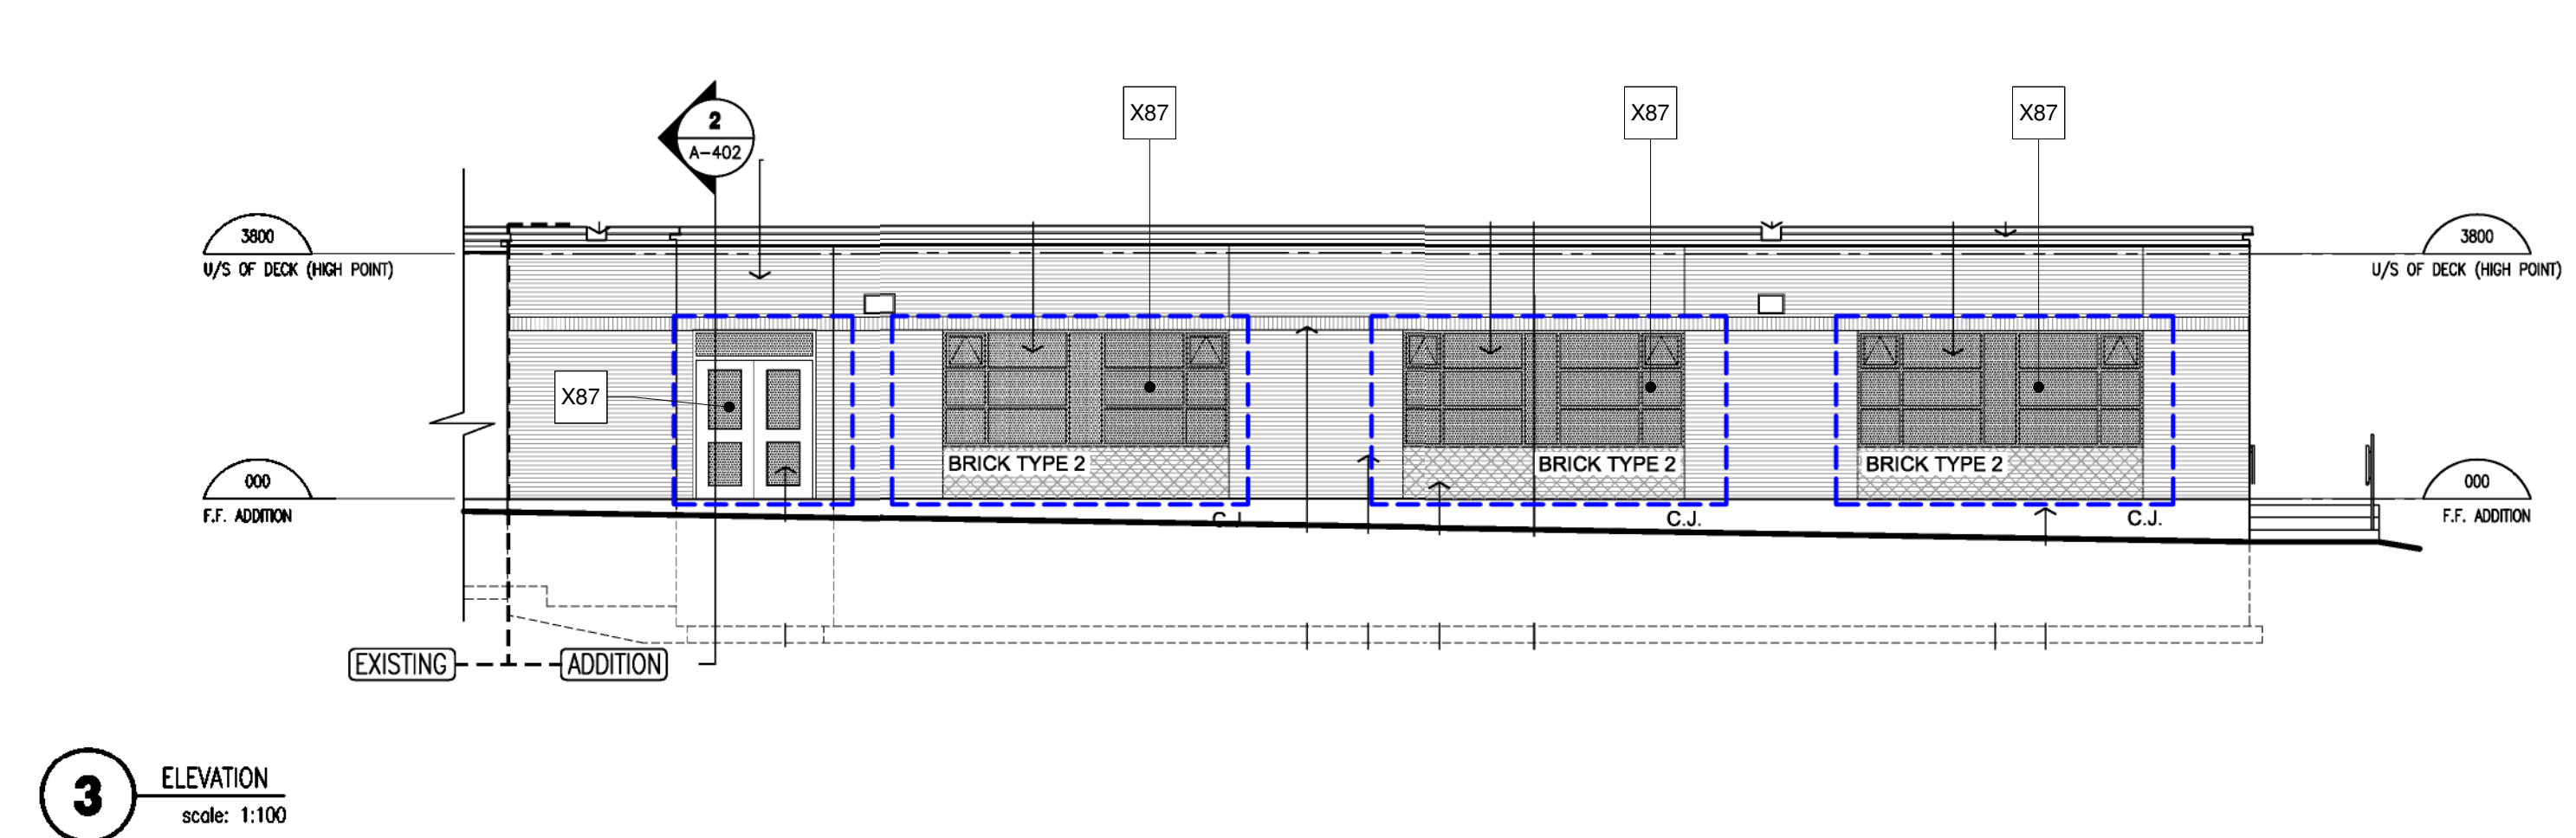 X87
X87
X87
2
A-402
3800
U/S OF DECK (HIGH POINT)
3800
U/S OF DECK (HIGH POINT)
X87
BRICK TYPE 2
BRICK TYPE 2
BRICK TYPE 2
000
F.F. ADDITION
000
F.F. ADDITION
C.J.
C.J.
C.J.
EXISTING
ADDITION
3
ELEVATION
scale: 1:100